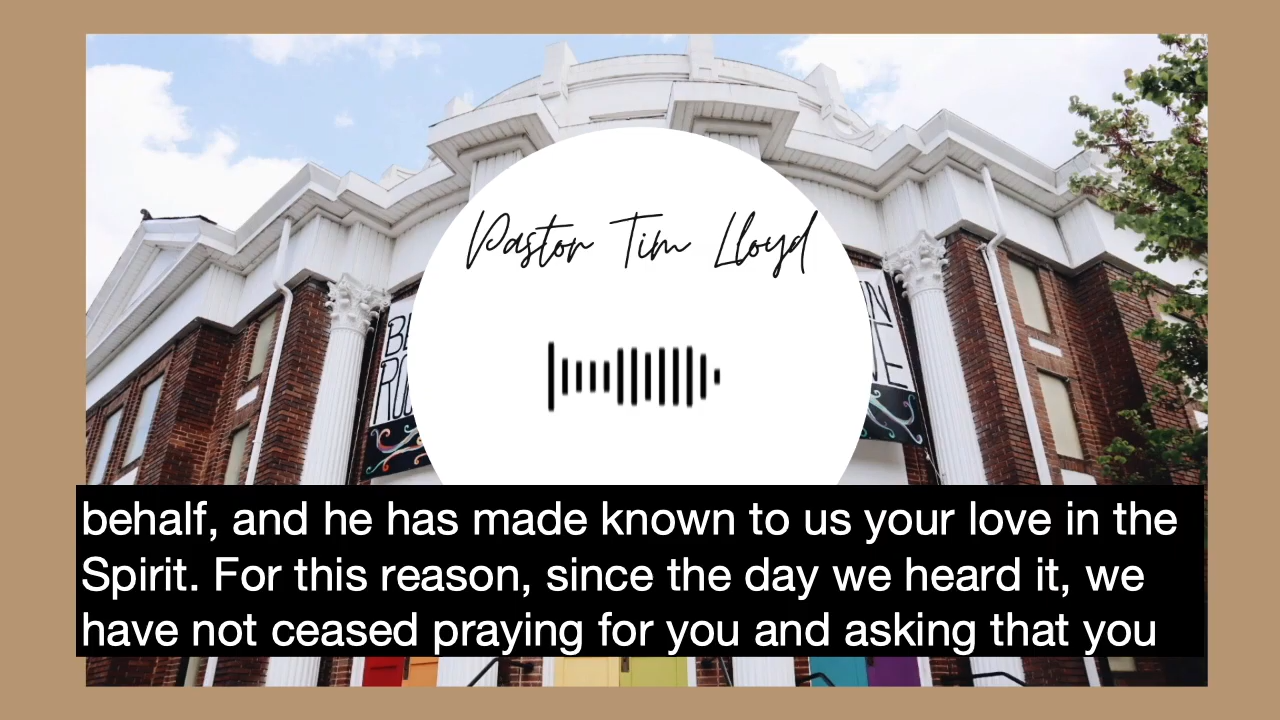 Pastor Tim Lloyd
behalf, and he has made known to us your love in the
Spirit. For this reason, since the day we heard it, we
have not ceased praying for you and asking that you